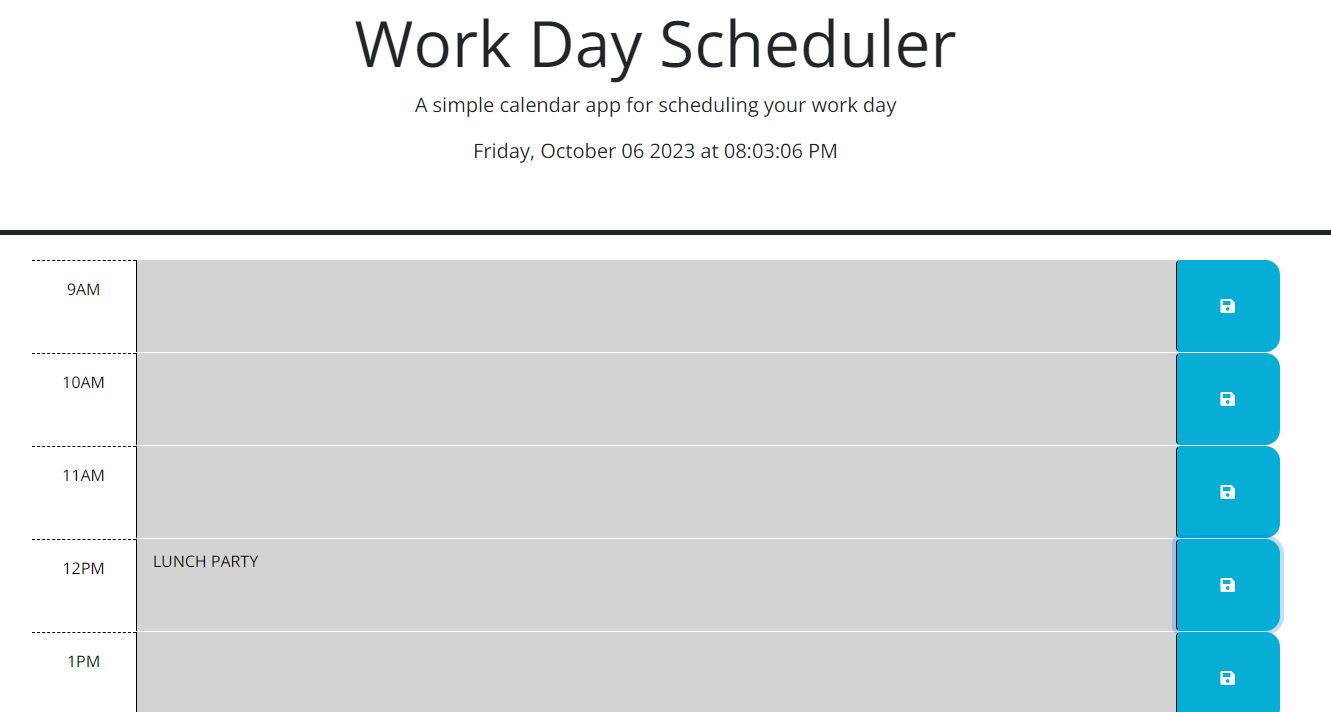 Work Day Scheduler
A simple calendar app for scheduling your work day
Friday, October 06 2023 at 08:03:06 PM
9AM
10AM
11AM
12PM LUNCH PARTY
1PM